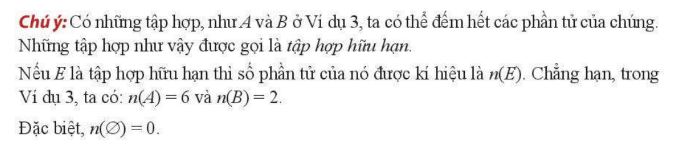 Chú ý: Có những tập hợp, như A và B ở Ví dụ 3, ta có thể đếm hết các phần tử của chúng.
Những tập hợp như vậy được gọi là tập hợp hữu hạn.
Nếu E là tập hợp hữu hạn thì số phần tử của nó được kí hiệu là n(E). Chẳng hạn, trong
Ví dụ 3, ta có: n(A) = 6 và n(B) = 2.
Đặc biệt, n(∅) = 0.